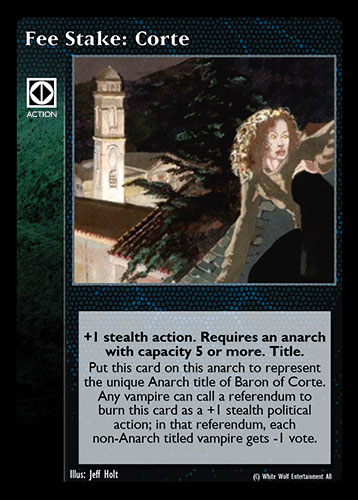 Fee Stake: Corte
ACTION
+1 stealth action. Requires an anarch
with capacity 5 or more. Title.
Put this card on this anarch to represent
the unique Anarch title of Baron of Corte.
Any vampire can call a referendum to
burn this card as a +1 stealth political
action; in that referendum, each
non-Anarch titled vampire gets -1 vote.
Illus: Jeff Holt
(C) White Wolf Entertainment AB